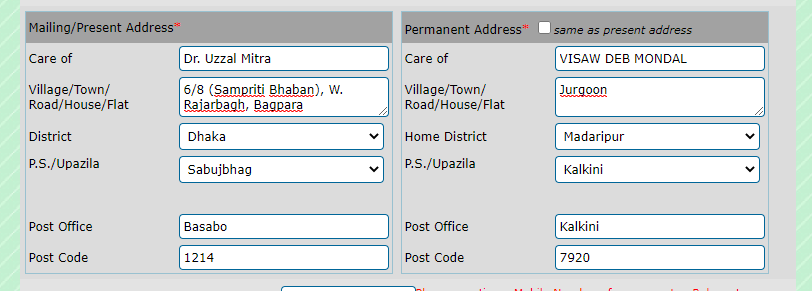 Mailing/Present Address*
Care of
Dr. Uzzal Mitra
Village/Town/
Road/House/Flat
6/8 (Sampriti Bhaban), W.
Rajarbagh, Bagpara
District
Dhaka
P.S./Upazila
Sabujbhag
Post Office
Basabo
Post Code
1214
Permanent Address* same as present address
Care of
VISAW DEB MONDAL
Village/Town/
Road/House/Flat
Jurgoon
Home District
Madaripur
P.S./Upazila
Kalkini
Post Office
Kalkini
Post Code
7920